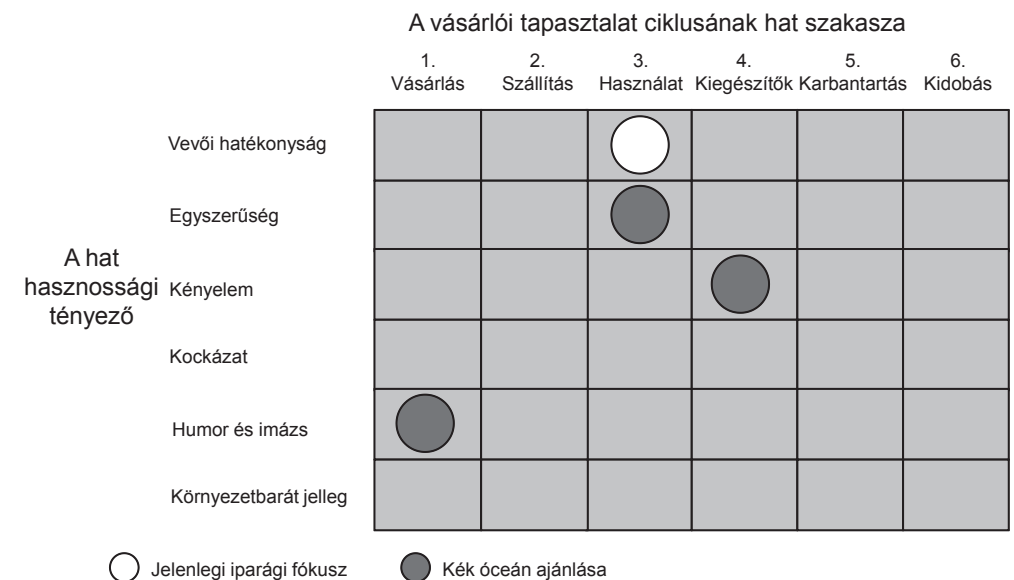 A vásárlói tapasztalat ciklusának hat szakasza
1. 2. 3. 4. 5. 6.
Vásárlás Szállítás Használat Kiegészítők Karbantartás Kidobás
Vevői hatékonyság
Egyszerűség
A hat
hasznossági
tényező
Kényelem
Kockázat
Humor és imázs
Környezetbarát jelleg
Jelenlegi iparági fókusz Kék óceán ajánlása